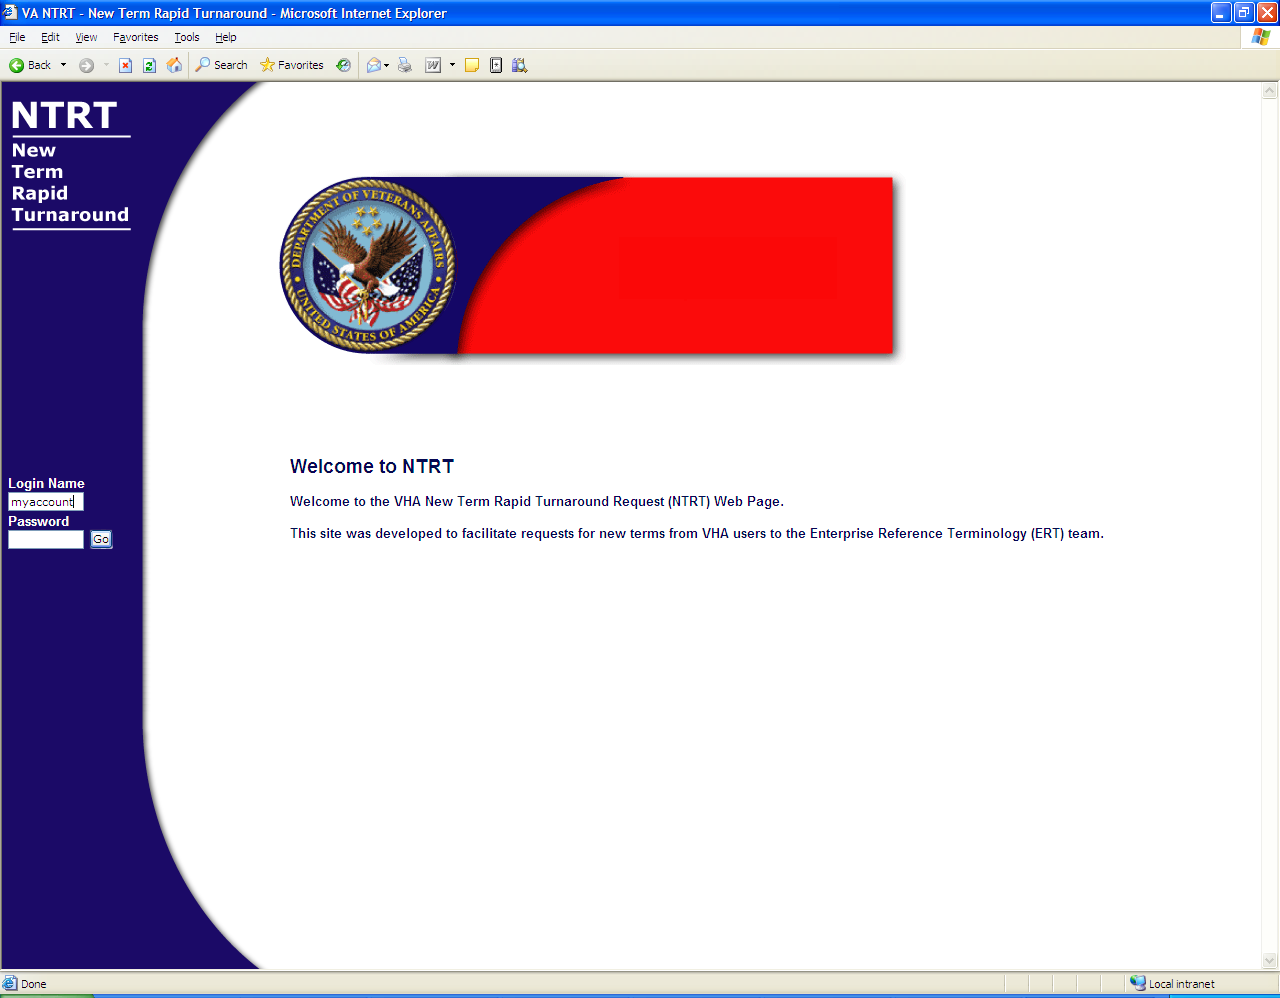 VA NTRT - New Term Rapid Turnaround - Microsoft Internet Explorer
File Edit View Favorites Tools Help
Back Search Favorites W
NTRT
New
Term
Rapid
Turnaround
DEPARTMENT OF VETERANS AFFAIRS
UNITED STATES OF AMERICA
Login Name
myaccount
Password
Go
Welcome to NTRT
Welcome to the VHA New Term Rapid Turnaround Request (NTRT) Web Page.
This site was developed to facilitate requests for new terms from VHA users to the Enterprise Reference Terminology (ERT) team.
Done Local intranet